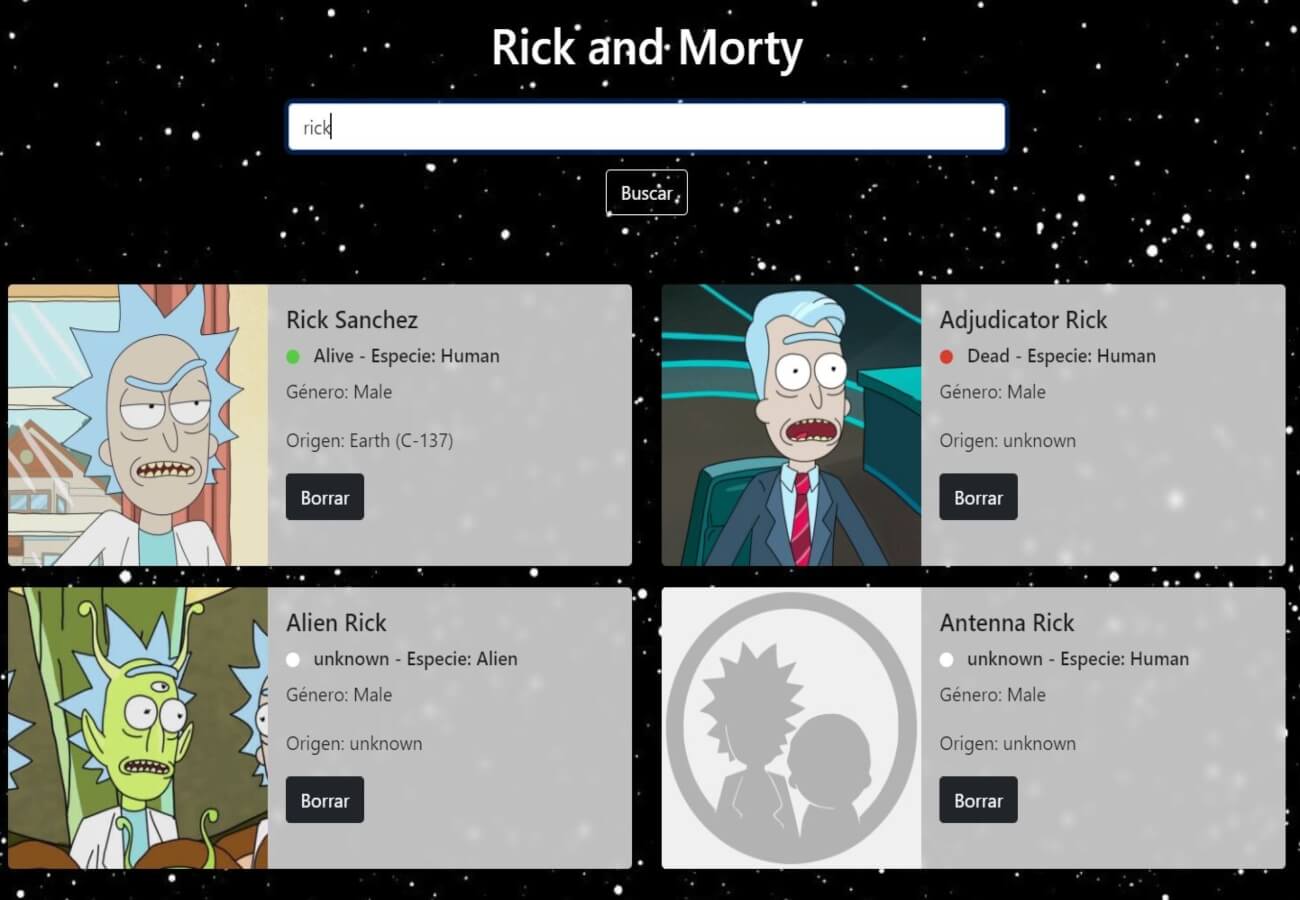 Rick and Morty
rick
Buscar
Rick Sanchez
Alive - Especie: Human
Género: Male
Origen: Earth (C-137)
Borrar
Adjudicator Rick
Dead - Especie: Human
Género: Male
Origen: unknown
Borrar
Alien Rick
unknown - Especie: Alien
Género: Male
Origen: unknown
Borrar
Antenna Rick
unknown - Especie: Human
Género: Male
Origen: unknown
Borrar